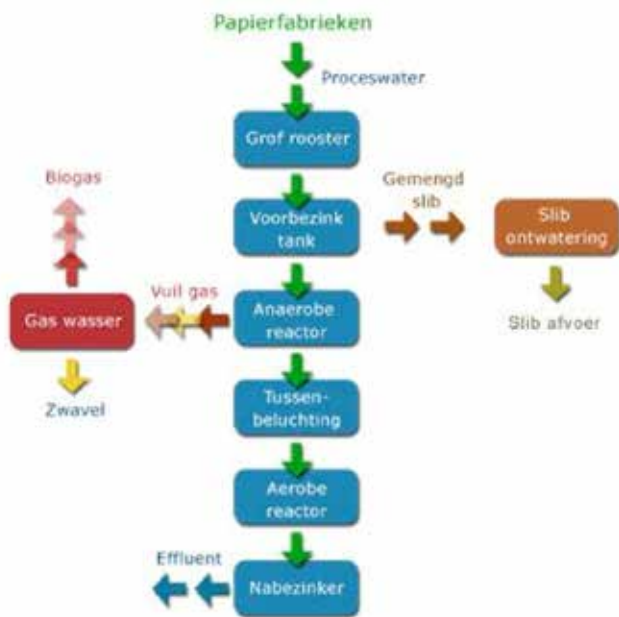 Papierfabrieken
Proceswater
Grof rooster
Biogas
Gemengd
slib
Voorbezink
tank
Slib
ontwatering
Vuil gas
Gas wasser
Anaerobe
reactor
Slib afvoer
Tussen-
beluchting
Zwavel
Aerobe
reactor
Effluent
Nabezinker